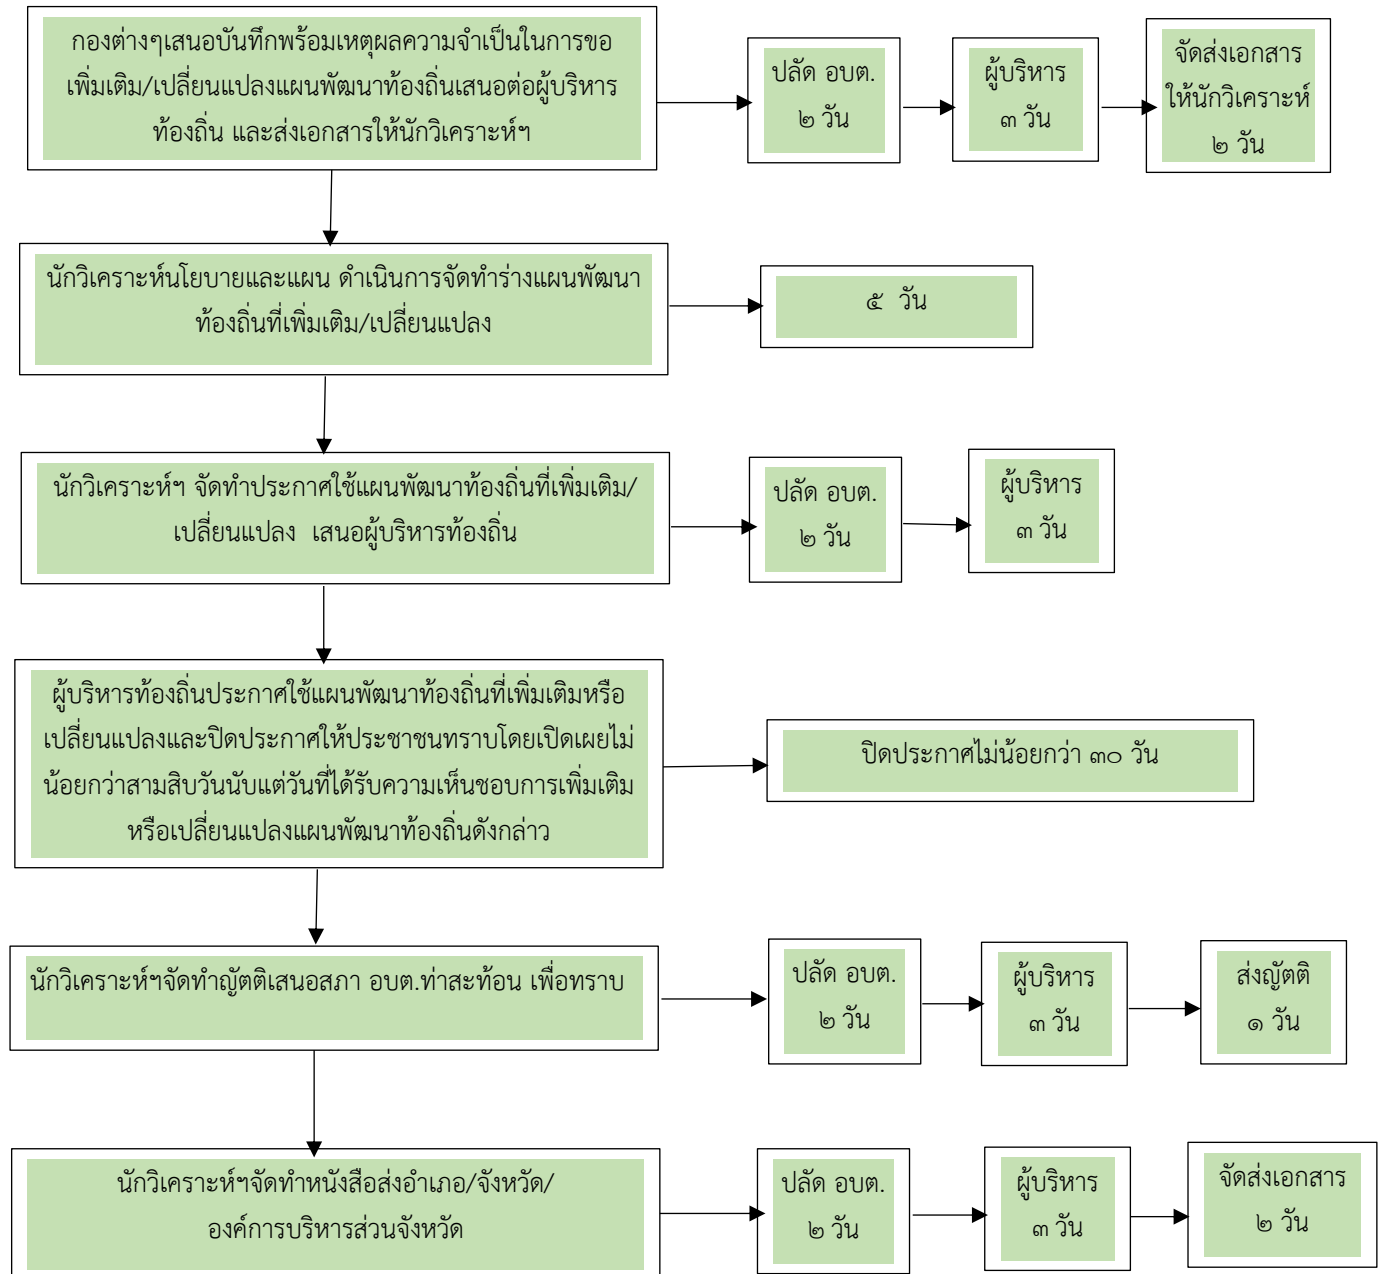 กองต่างๆเสนอบันทึกพร้อมเหตุผลความจำเป็นในการขอ
เพิ่มเติม/เปลี่ยนแปลงแผนพัฒนาท้องถิ่นเสนอต่อผู้บริหาร
ท้องถิ่น และส่งเอกสารให้นักวิเคราะห์ฯ
ปลัด อบต.
๒ วัน
ผู้บริหาร
๓ วัน
จัดส่งเอกสาร
ให้นักวิเคราะห์
๒ วัน
นักวิเคราะห์นโยบายและแผน ดำเนินการจัดทำร่างแผนพัฒนา
ท้องถิ่นที่เพิ่มเติม/เปลี่ยนแปลง
๕ วัน
นักวิเคราะห์ฯ จัดทำประกาศใช้แผนพัฒนาท้องถิ่นที่เพิ่มเติม/
เปลี่ยนแปลง เสนอผู้บริหารท้องถิ่น
ปลัด อบต.
๒ วัน
ผู้บริหาร
๓ วัน
ผู้บริหารท้องถิ่นประกาศใช้แผนพัฒนาท้องถิ่นที่เพิ่มเติมหรือ
เปลี่ยนแปลงและปิดประกาศให้ประชาชนทราบโดยเปิดเผยไม่
น้อยกว่าสามสิบวันนับแต่วันที่ได้รับความเห็นชอบการเพิ่มเติม
หรือเปลี่ยนแปลงแผนพัฒนาท้องถิ่นดังกล่าว
ปิดประกาศไม่น้อยกว่า ๓๐ วัน
นักวิเคราะห์ฯจัดทำญัตติเสนอสภา อบต.ท่าสะท้อน เพื่อทราบ
ปลัด อบต.
๒ วัน
ผู้บริหาร
๓ วัน
ส่งญัตติ
๑ วัน
นักวิเคราะห์ฯจัดทำหนังสือส่งอำเภอ/จังหวัด/
องค์การบริหารส่วนจังหวัด
ปลัด อบต.
๒ วัน
ผู้บริหาร
๓ วัน
จัดส่งเอกสาร
๒ วัน